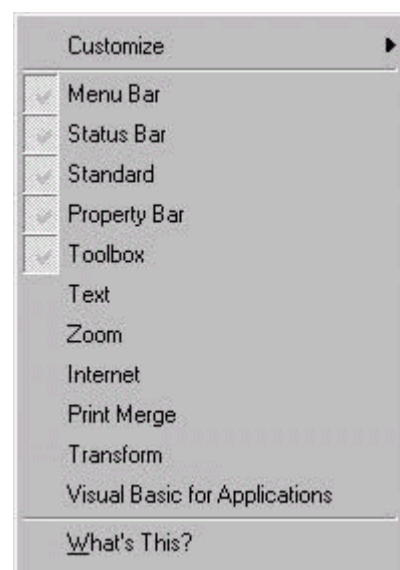 Customize
Menu Bar
Status Bar
Standard
Property Bar
Toolbox
Text
Zoom
Internet
Print Merge
Transform
Visual Basic for Applications
What's This?